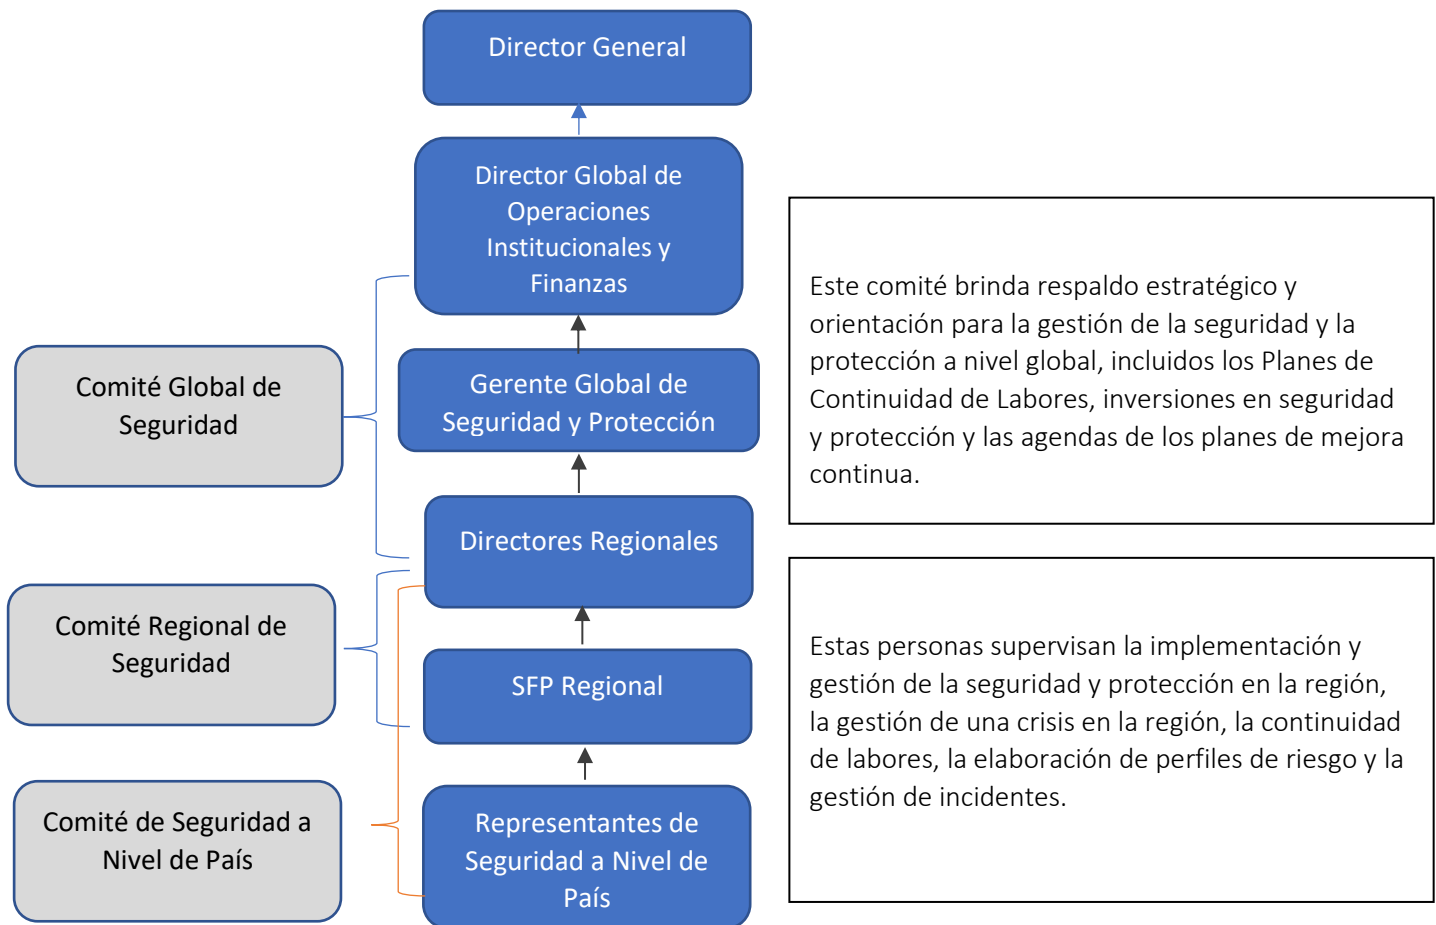 Director General
Director Global de
Operaciones
Institucionales y
Finanzas
Este comité brinda respaldo estratégico y
orientación para la gestión de la seguridad y la
protección a nivel global, incluidos los Planes de
Continuidad de Labores, inversiones en seguridad
y protección y las agendas de los planes de mejora
continua.
Comité Global de
Seguridad
Gerente Global de
Seguridad y Protección
Directores Regionales
Comité Regional de
Seguridad
SFP Regional
Estas personas supervisan la implementación y
gestión de la seguridad y protección en la región,
la gestión de una crisis en la región, la continuidad
de labores, la elaboración de perfiles de riesgo y la
gestión de incidentes.
Comité de Seguridad a
Nivel de País
Representantes de
Seguridad a Nivel de
País